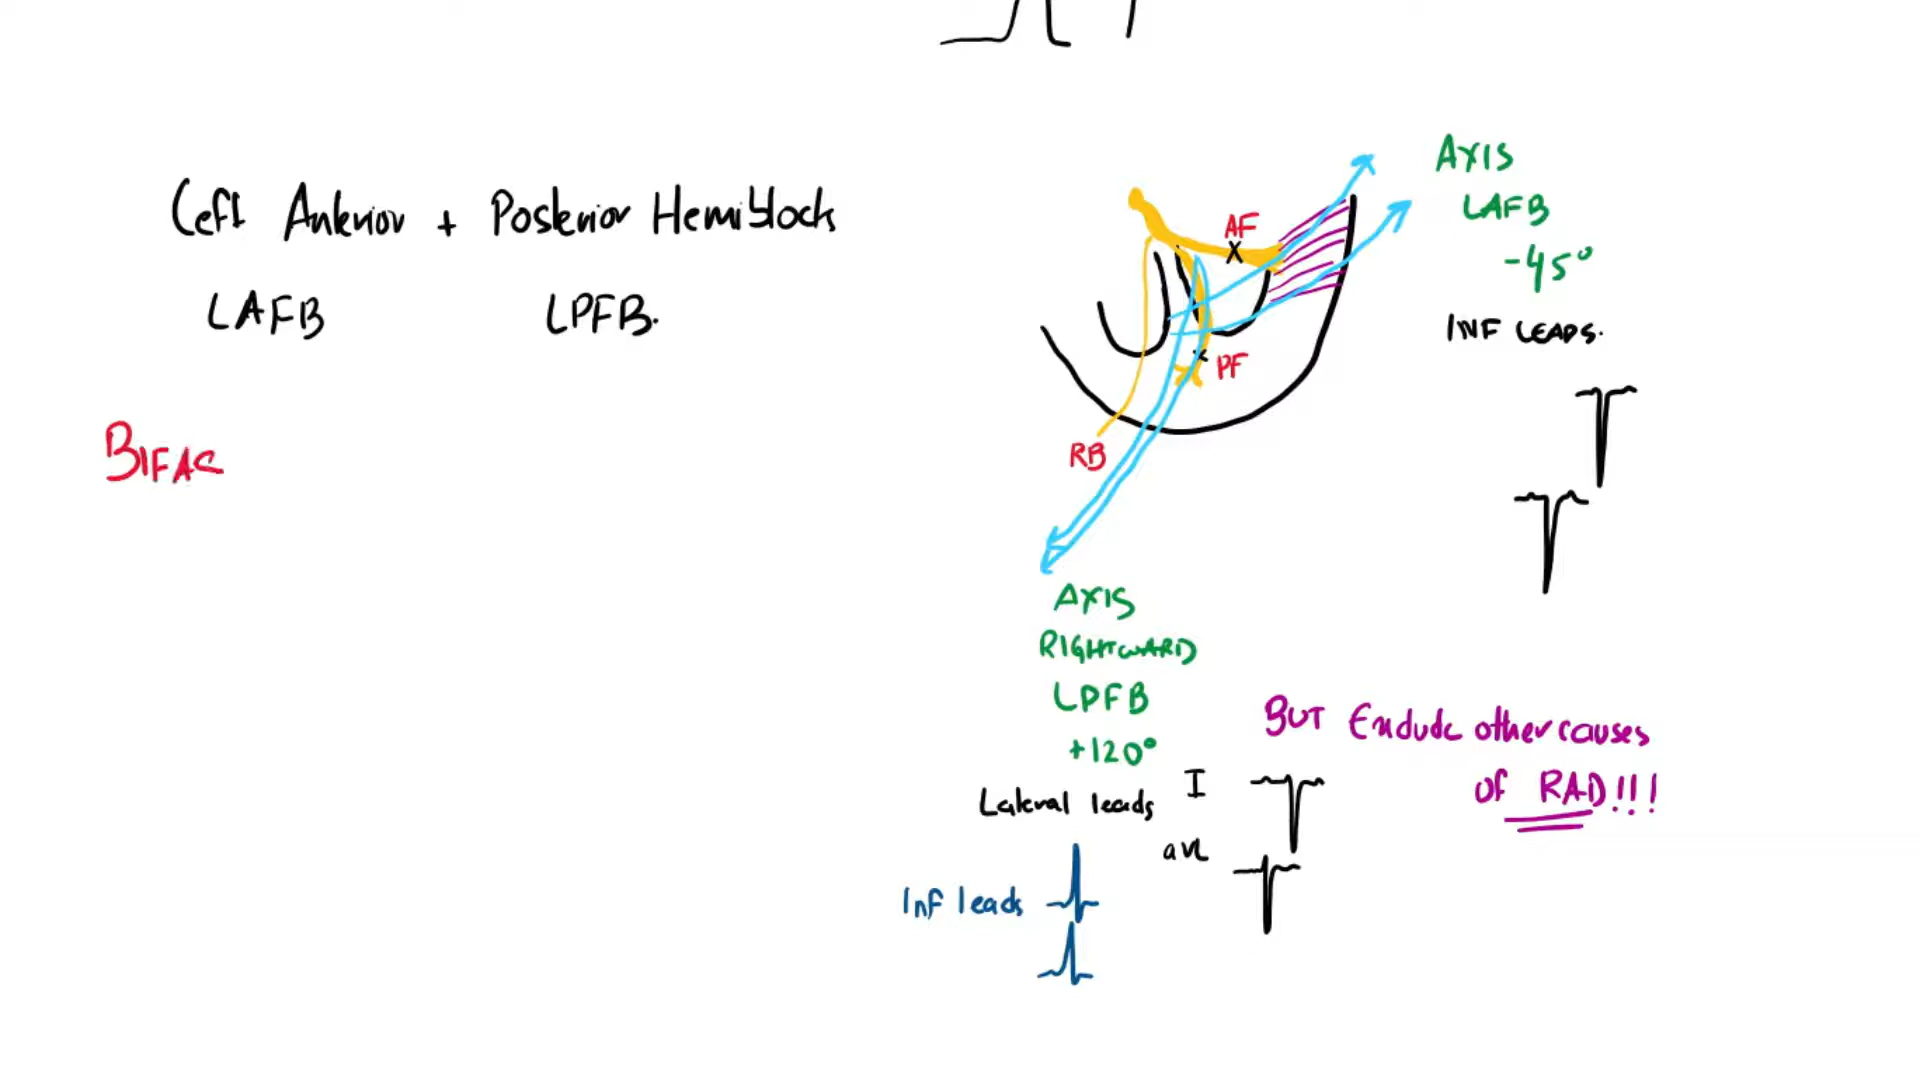 Left Anterior + Posterior Hemiblock
LAFB LPFB.
BIFAS
AF
PF
RB
AXIS
LAFB
-45°
INF LEADS.
AXIS
RIGHTWARD
LPFB
+120°
Lateral leads I
avL
Inf leads
BUT Exclude other causes
of RAD!!!